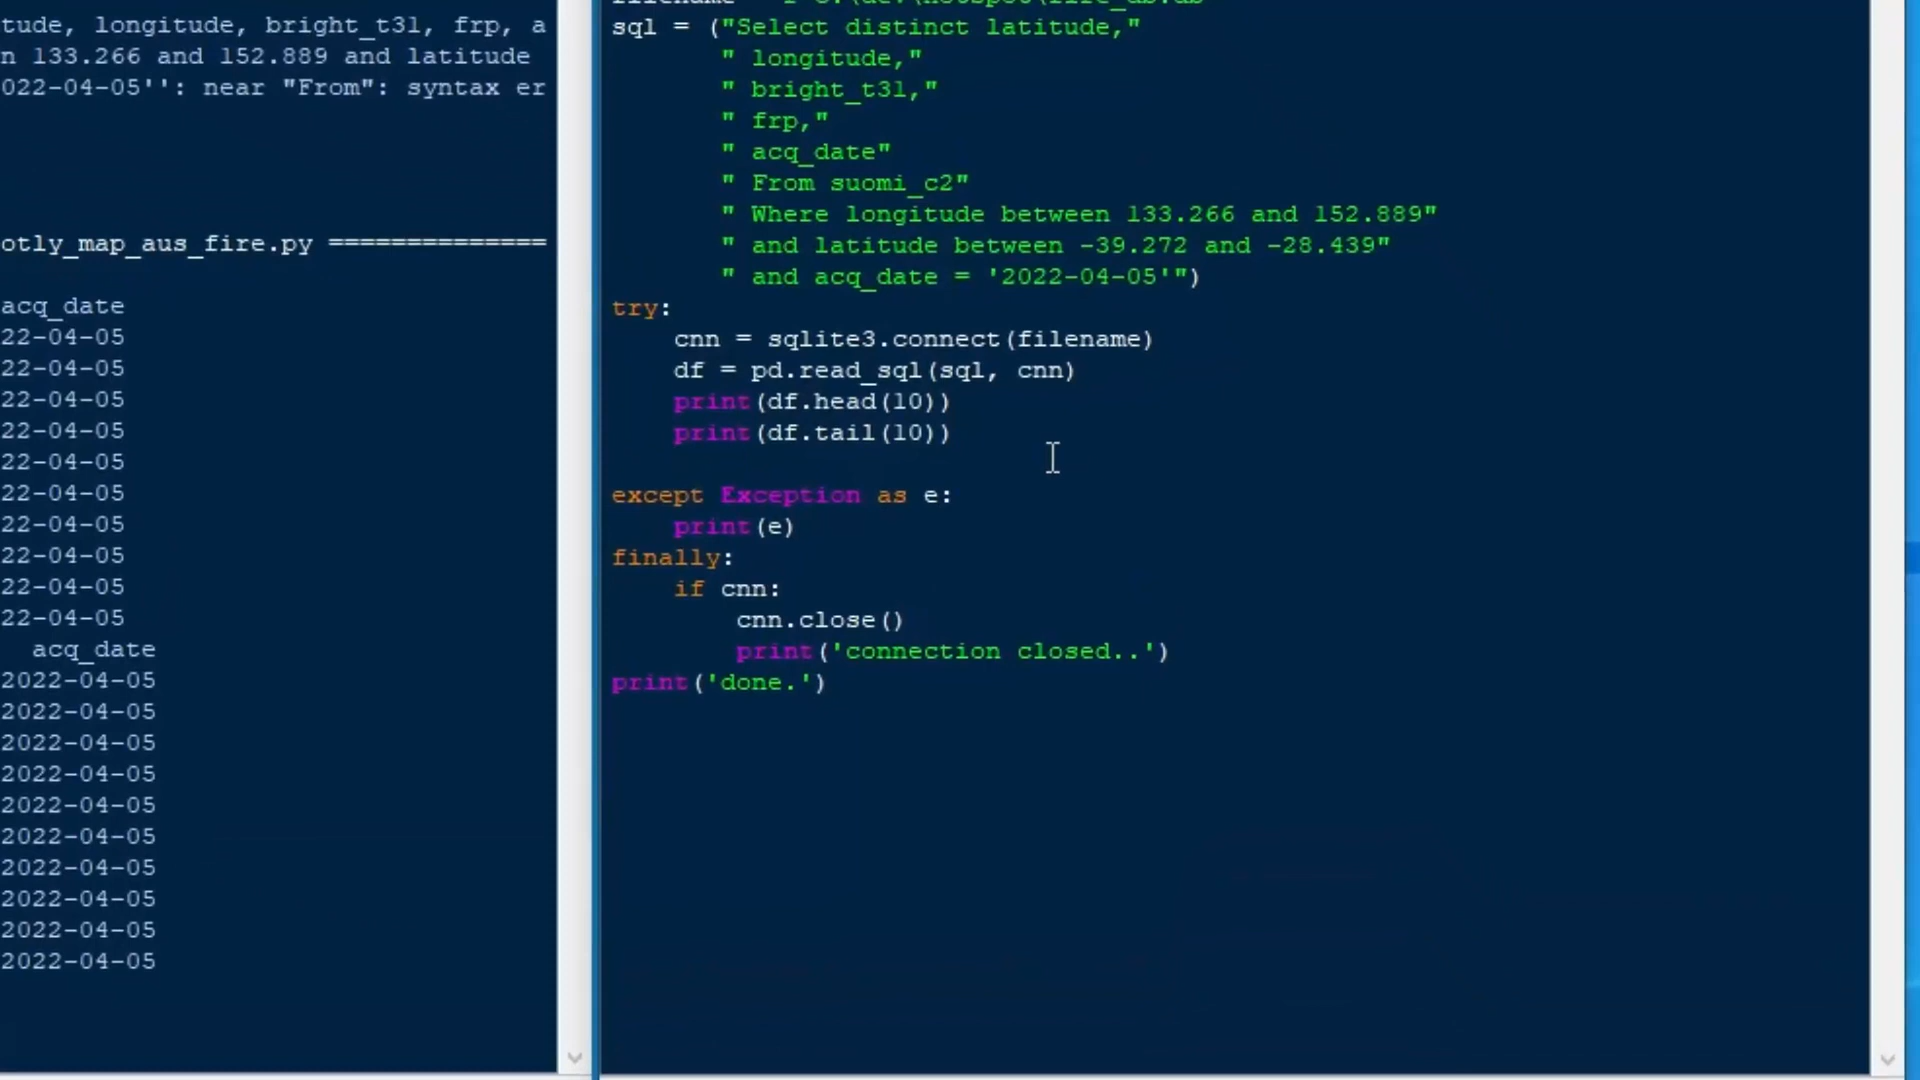 tude, longitude, bright_t31, frp, a
n 133.266 and 152.889 and latitude
022-04-05'': near "From": syntax er
otly_map_aus_fire.py ==============
acq_date
22-04-05
22-04-05
22-04-05
22-04-05
22-04-05
22-04-05
22-04-05
22-04-05
22-04-05
22-04-05
acq_date
2022-04-05
2022-04-05
2022-04-05
2022-04-05
2022-04-05
2022-04-05
2022-04-05
2022-04-05
2022-04-05
2022-04-05
sql = ("Select distinct latitude,"
" longitude,"
" bright_t31,"
" frp,"
" acq_date"
" From suomi_c2"
" Where longitude between 133.266 and 152.889"
" and latitude between -39.272 and -28.439"
" and acq_date = '2022-04-05'")
try:
cnn = sqlite3.connect(filename)
df = pd.read_sql(sql, cnn)
print(df.head(10))
print(df.tail(10))
except Exception as e:
print(e)
finally:
if cnn:
cnn.close()
print('connection closed..')
print('done.')